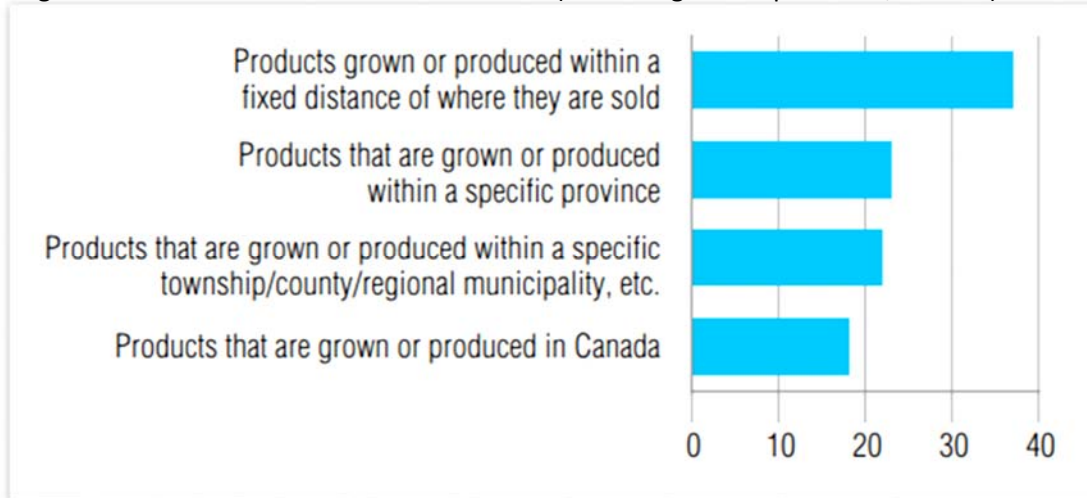 Products grown or produced within a
fixed distance of where they are sold
Products that are grown or produced
within a specific province
Products that are grown or produced within a specific
township/county/regional municipality, etc.
Products that are grown or produced in Canada
0 10 20 30 40